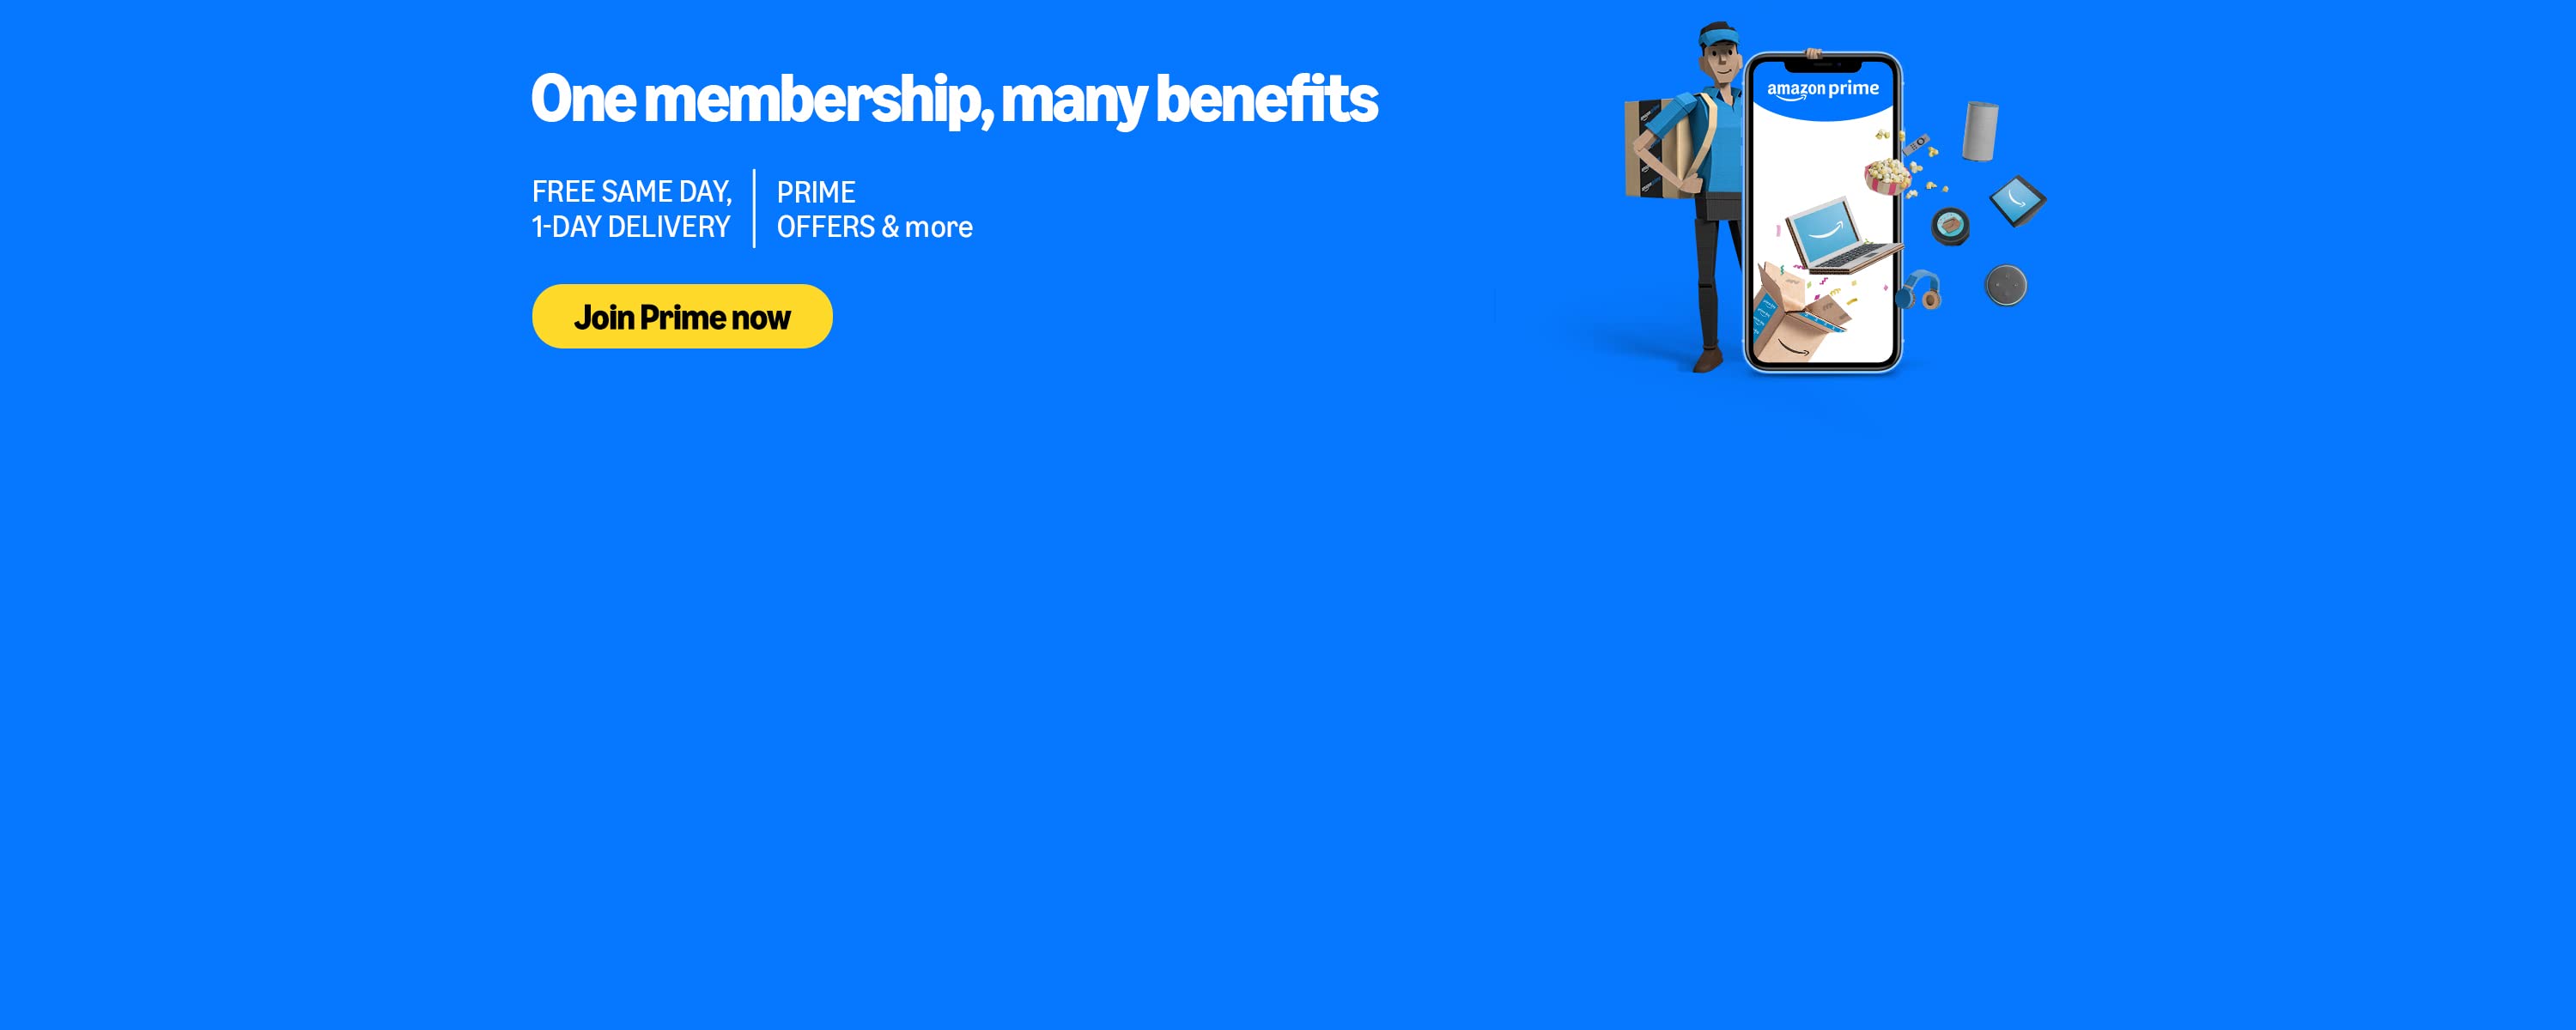 One membership, many benefits
FREE SAME DAY,
1-DAY DELIVERY
PRIME
OFFERS & more
Join Prime now
amazon prime